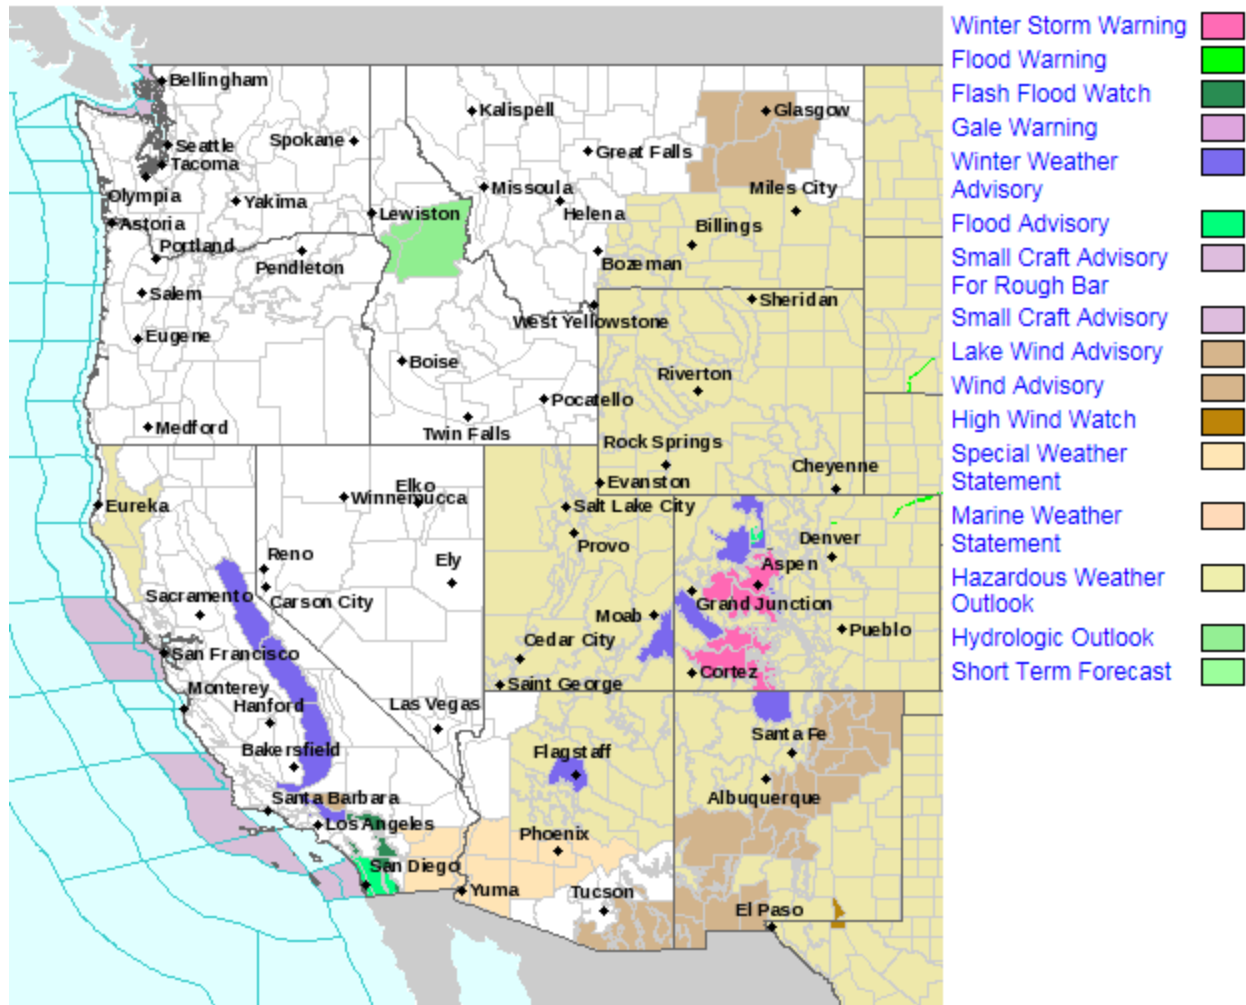 Bellingham
Seattle
Tacoma
Olympia
Spokane
Yakima
Astoria
Portland
Pendleton
Salem
Eugene
Medford
Kalispell
Great Falls
Glasgow
Missoula
Helena
Miles City
Lewiston
Billings
Bozeman
West Yellowstone
Sheridan
Boise
Pocatello
Twin Falls
Riverton
Rock Springs
Evanston
Cheyenne
Eureka
Elko
Winnemucca
Salt Lake City
Provo
Denver
Reno
Ely
Aspen
Sacramento
Carson City
Moab
Grand Junction
Pueblo
San Francisco
Cedar City
Cortez
Monterey
Hanford
Las Vegas
Saint George
Bakersfield
Flagstaff
Santa Fe
Santa Barbara
Albuquerque
Los Angeles
Phoenix
San Diego
Yuma
Tucson
El Paso
Winter Storm Warning
Flood Warning
Flash Flood Watch
Gale Warning
Winter Weather
Advisory
Flood Advisory
Small Craft Advisory
For Rough Bar
Small Craft Advisory
Lake Wind Advisory
Wind Advisory
High Wind Watch
Special Weather
Statement
Marine Weather
Statement
Hazardous Weather
Outlook
Hydrologic Outlook
Short Term Forecast